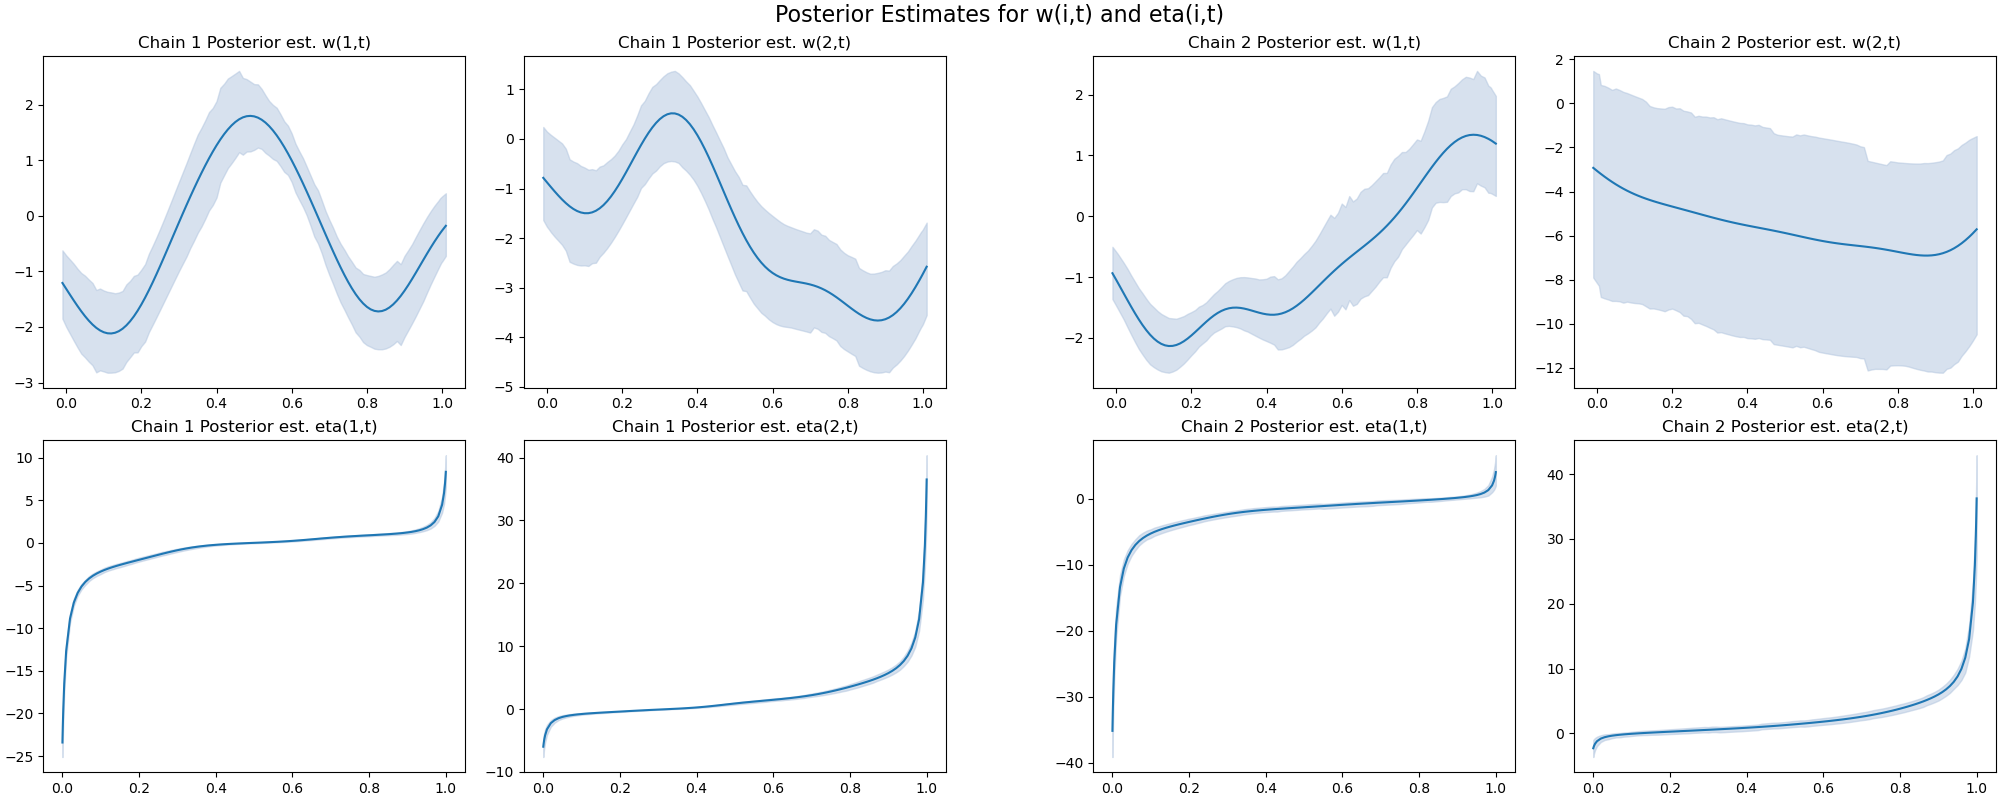 Posterior Estimates for w(i,t) and eta(i,t)
Chain 1 Posterior est. w(1,t)
2
1
0
−1
−2
−3
0.0 0.2 0.4 0.6 0.8 1.0
Chain 1 Posterior est. w(2,t)
1
0
−1
−2
−3
−4
−5
0.0 0.2 0.4 0.6 0.8 1.0
Chain 2 Posterior est. w(1,t)
2
1
0
−1
−2
0.0 0.2 0.4 0.6 0.8 1.0
Chain 2 Posterior est. w(2,t)
2
0
−2
−4
−6
−8
−10
−12
0.0 0.2 0.4 0.6 0.8 1.0
Chain 1 Posterior est. eta(1,t)
10
5
0
−5
−10
−15
−20
−25
0.0 0.2 0.4 0.6 0.8 1.0
Chain 1 Posterior est. eta(2,t)
40
30
20
10
0
−10
0.0 0.2 0.4 0.6 0.8 1.0
Chain 2 Posterior est. eta(1,t)
0
−10
−20
−30
−40
0.0 0.2 0.4 0.6 0.8 1.0
Chain 2 Posterior est. eta(2,t)
40
30
20
10
0
0.0 0.2 0.4 0.6 0.8 1.0